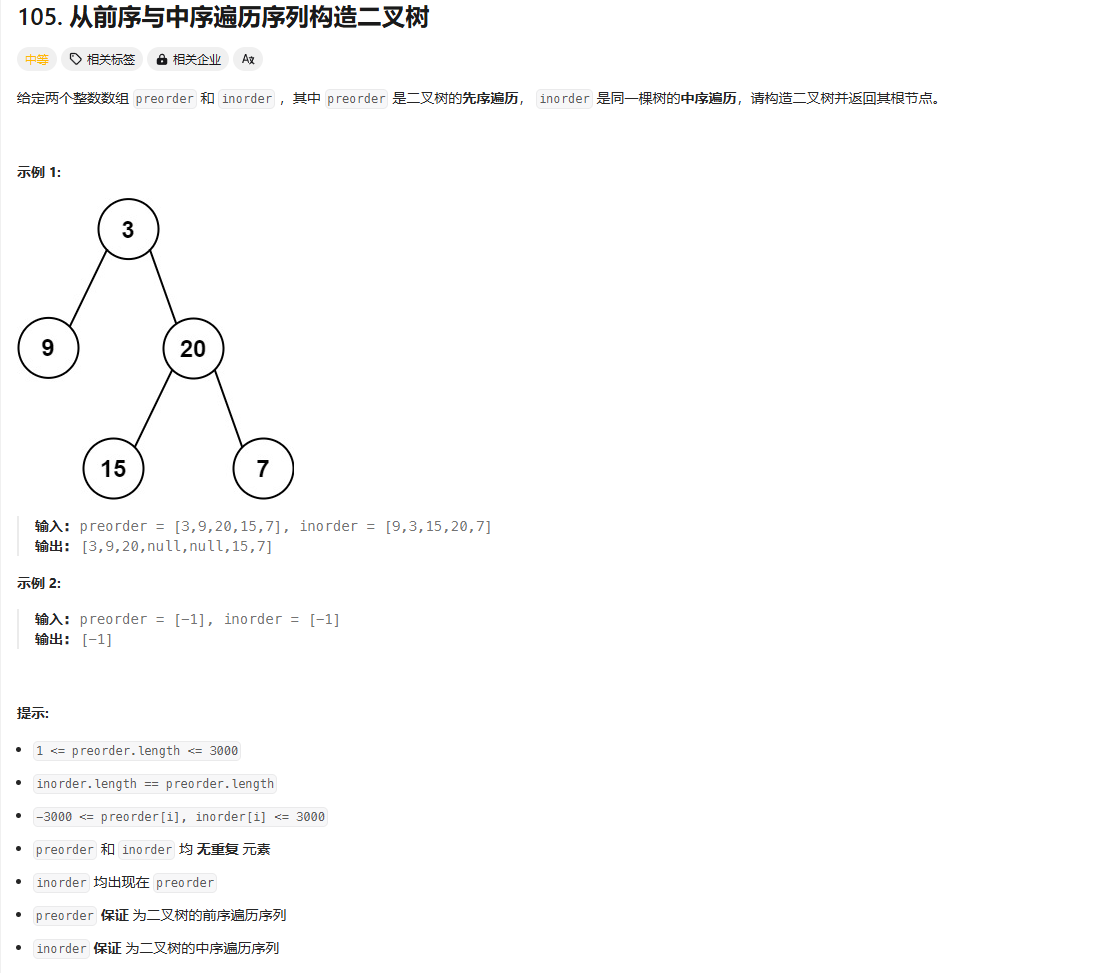 105. 从前序与中序遍历序列构造二叉树
中等 相关标签 相关企业 Aあ
给定两个整数数组 preorder 和 inorder ，其中 preorder 是二叉树的先序遍历， inorder 是同一棵树的中序遍历，请构造二叉树并返回其根节点。
示例 1:
3
9 20
15 7
输入: preorder = [3,9,20,15,7], inorder = [9,3,15,20,7]
输出: [3,9,20,null,null,15,7]
示例 2:
输入: preorder = [-1], inorder = [-1]
输出: [-1]
提示:
1 <= preorder.length <= 3000
inorder.length == preorder.length
-3000 <= preorder[i], inorder[i] <= 3000
preorder 和 inorder 均 无重复 元素
inorder 均出现在 preorder
preorder 保证 为二叉树的前序遍历序列
inorder 保证 为二叉树的中序遍历序列